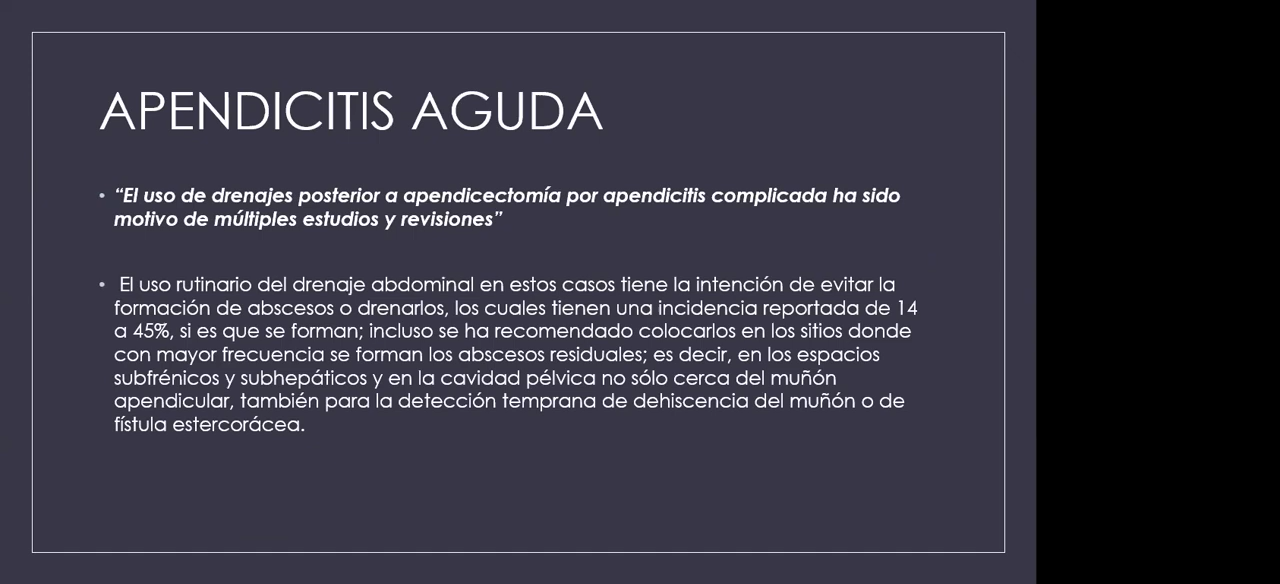 APENDICITIS AGUDA
• “El uso de drenajes posterior a apendicectomía por apendicitis complicada ha sido
motivo de múltiples estudios y revisiones”
• El uso rutinario del drenaje abdominal en estos casos tiene la intención de evitar la
formación de abscesos o drenarlos, los cuales tienen una incidencia reportada de 14
a 45%, si es que se forman; incluso se ha recomendado colocarlos en los sitios donde
con mayor frecuencia se forman los abscesos residuales; es decir, en los espacios
subfrénicos y subhepáticos y en la cavidad pélvica no sólo cerca del muñón
apendicular, también para la detección temprana de dehiscencia del muñón o de
fístula estercorácea.